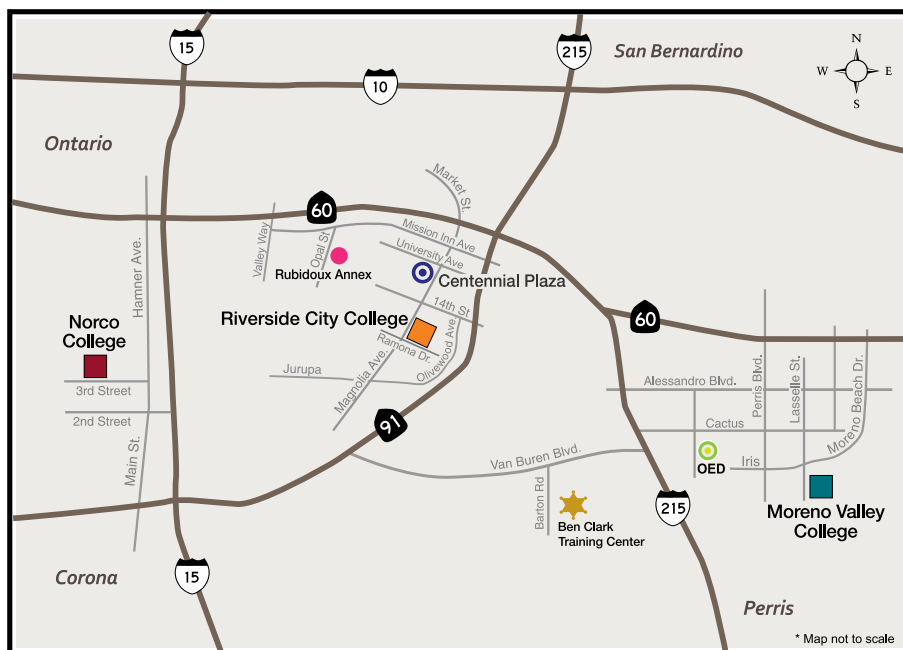 15
215
San Bernardino
N
W
E
S
10
Ontario
Market St.
60
Mission Inn Ave
University Ave
Valley Way
Opal St
Hamner Ave.
Rubidoux Annex
Centennial Plaza
14th St
Riverside City College
60
Norco
College
Ramona Dr.
Olivewood Ave
Magnolia Ave.
Jurupa
3rd Street
2nd Street
Main St.
Alessandro Blvd.
Perris Blvd.
Lasselle St.
Moreno Beach Dr.
Cactus
91
Van Buren Blvd.
Iris
OED
Barton Rd
Ben Clark
Training Center
215
Moreno Valley
College
Corona
15
Perris
* Map not to scale